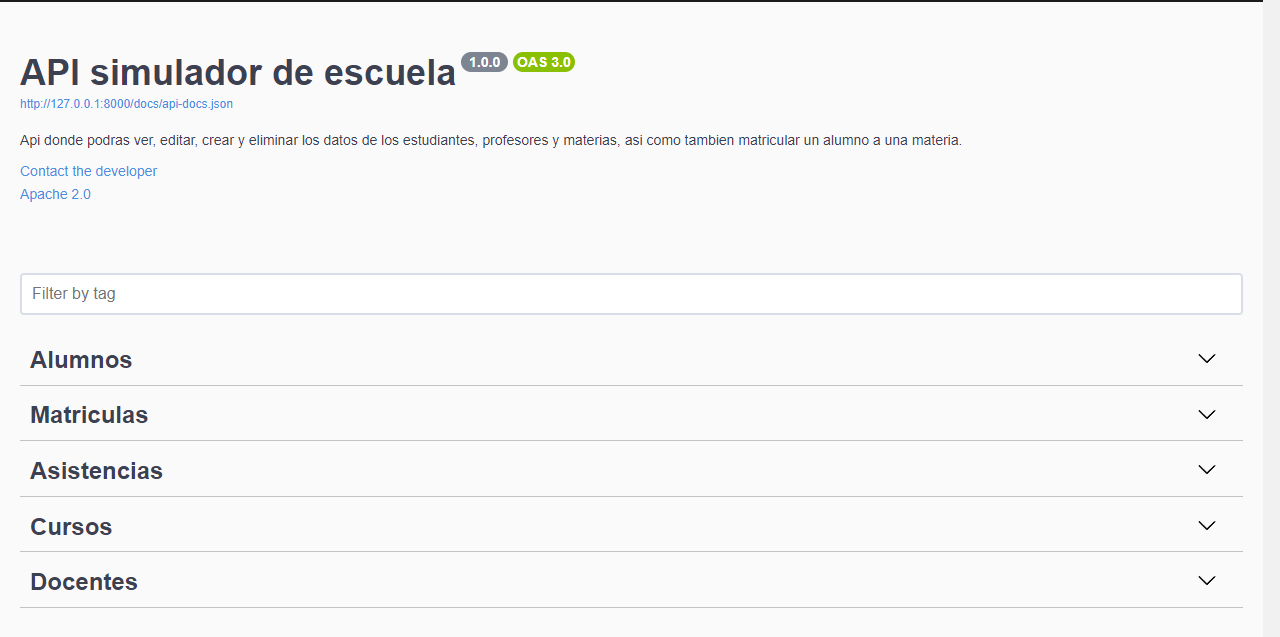 API simulador de escuela 1.0.0 OAS 3.0
http://127.0.0.1:8000/docs/api-docs.json
Api donde podras ver, editar, crear y eliminar los datos de los estudiantes, profesores y materias, asi como tambien matricular un alumno a una materia.
Contact the developer
Apache 2.0
Filter by tag
Alumnos
Matriculas
Asistencias
Cursos
Docentes